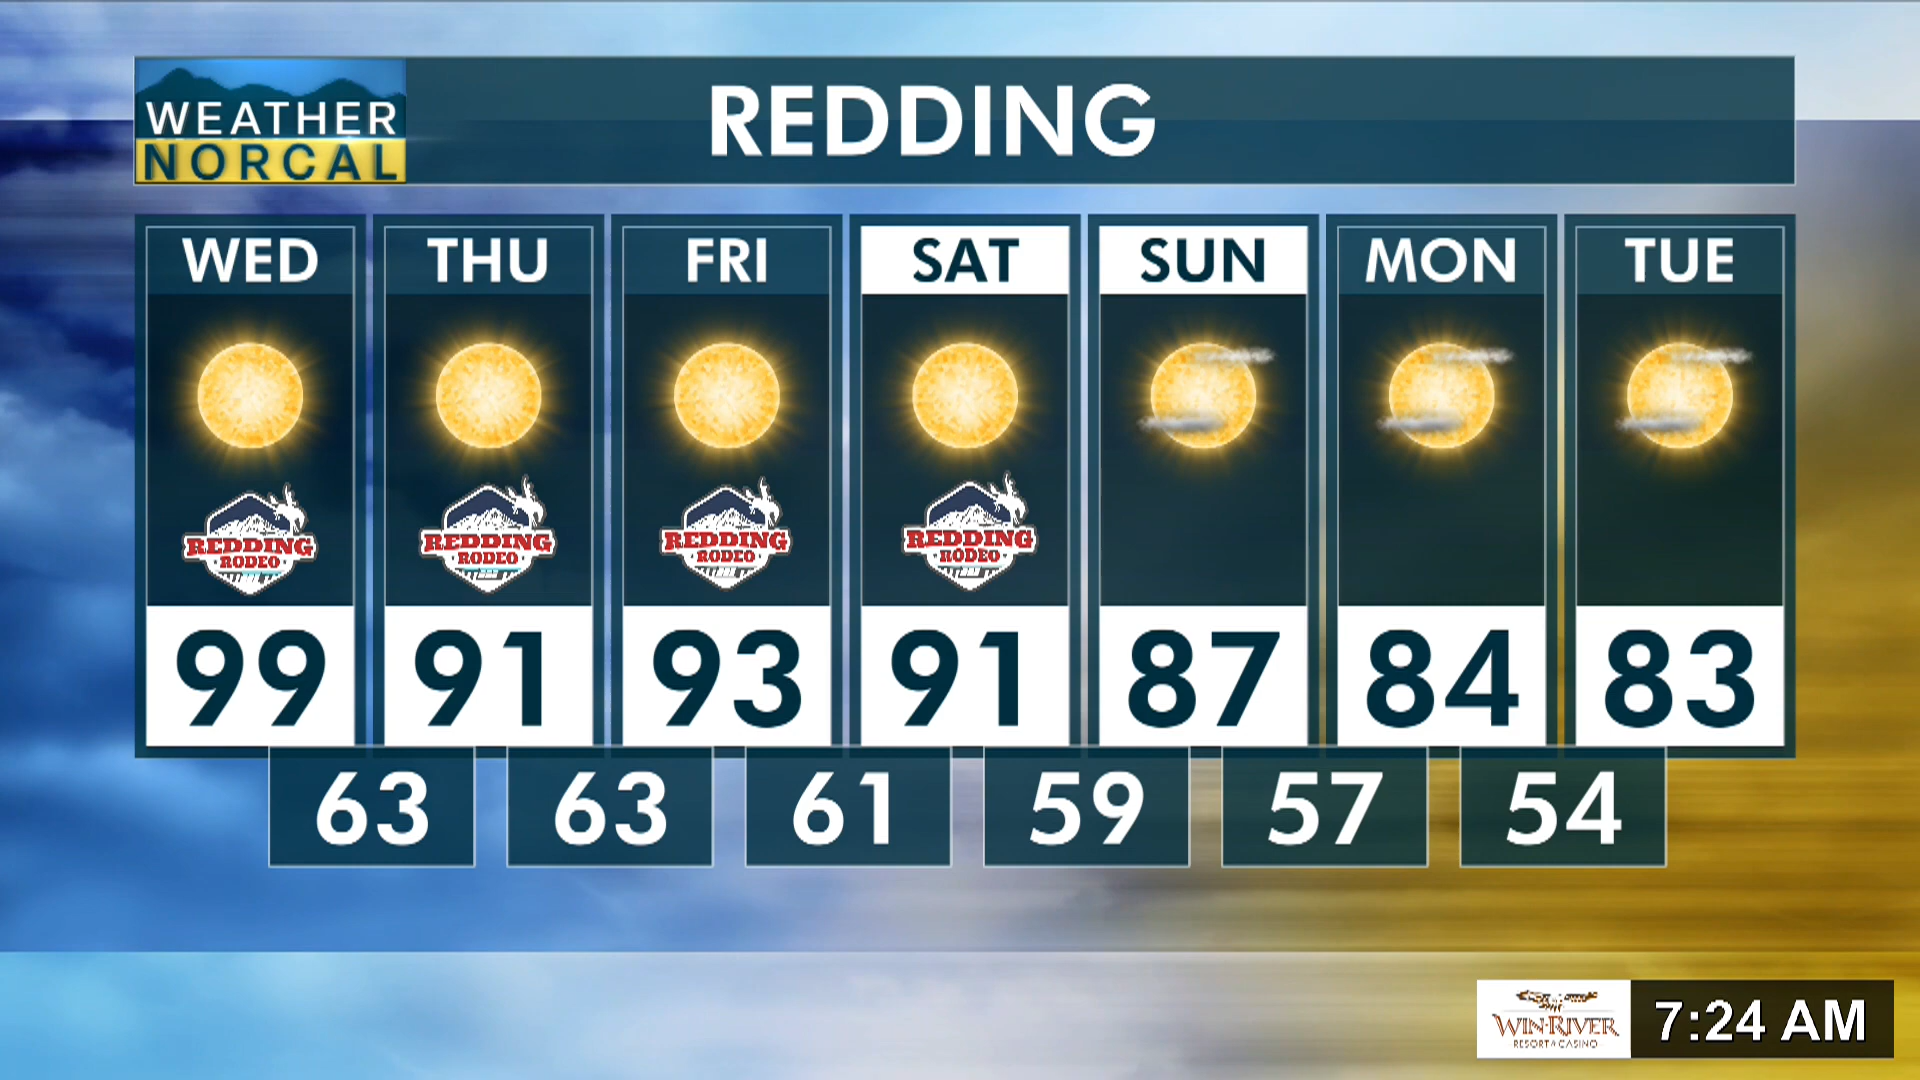 WEATHER
NORCAL
REDDING
WED THU FRI SAT SUN MON TUE
REDDING REDDING REDDING REDDING
RODEO RODEO RODEO RODEO
99 91 93 91 87 84 83
63 63 61 59 57 54
WIN-RIVER
RESORT & CASINO
7:24 AM